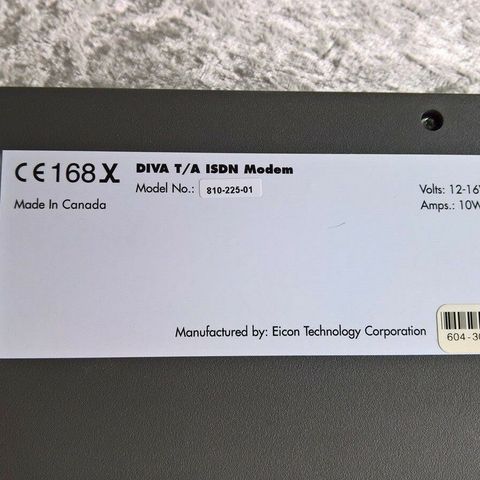 CE168X
DIVA T/A ISDN Modem
Model No.: 810-225-01
Made In Canada
Volts: 12-16
Amps.: 10W
Manufactured by: Eicon Technology Corporation
604-30